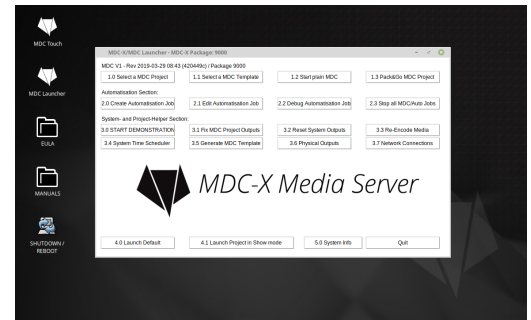 MDC Touch
MDC Launcher
EULA
MANUALS
SHUTDOWN /
REBOOT
MDC-X/MDC Launcher - MDC-X Package: 9000
MDC V1 - Rev 2019-03-29 08:43 (420449c) / Package 9000
1.0 Select a MDC Project 1.1 Select a MDC Template 1.2 Start plain MDC 1.3 Pack&Go MDC Project
Automatisation Section:
2.0 Create Automatisation Job 2.1 Edit Automatisation Job 2.2 Debug Automatisation Job 2.3 Stop all MDC/Auto Jobs
System- and Project-Helper Section:
3.0 START DEMONSTRATION 3.1 Fix MDC Project Outputs 3.2 Reset System Outputs 3.3 Re-Encode Media
3.4 System Time Scheduler 3.5 Generate MDC Template 3.6 Physical Outputs 3.7 Network Connections
MDC-X Media Server
4.0 Launch Default 4.1 Launch Project in Show mode 5.0 System Info Quit